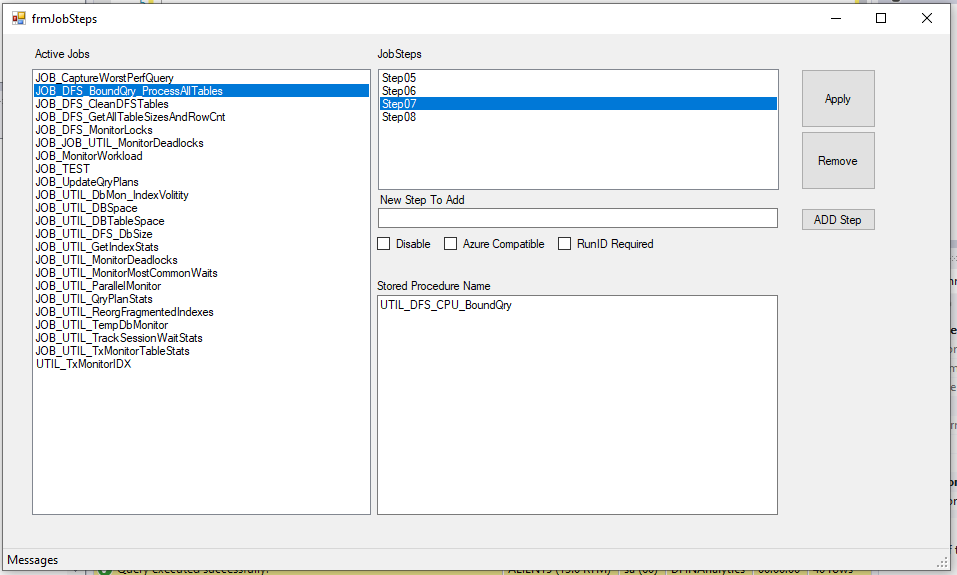 frmJobSteps
Active Jobs
JOB_CaptureWorstPerfQuery
JOB_DFS_BoundQry_ProcessAllTables
JOB_DFS_CleanDFSTables
JOB_DFS_GetAllTableSizesAndRowCnt
JOB_DFS_MonitorLocks
JOB_JOB_UTIL_MonitorDeadlocks
JOB_MonitorWorkload
JOB_TEST
JOB_UpdateQryPlans
JOB_UTIL_DbMon_IndexVolitity
JOB_UTIL_DBSpace
JOB_UTIL_DBTableSpace
JOB_UTIL_DFS_DbSize
JOB_UTIL_GetIndexStats
JOB_UTIL_MonitorDeadlocks
JOB_UTIL_MonitorMostCommonWaits
JOB_UTIL_ParallelMonitor
JOB_UTIL_QryPlanStats
JOB_UTIL_ReorgFragmentedIndexes
JOB_UTIL_TempDbMonitor
JOB_UTIL_TrackSessionWaitStats
JOB_UTIL_TxMonitorTableStats
UTIL_TxMonitorIDX
JobSteps
Step05
Step06
Step07
Step08
Apply
Remove
New Step To Add
ADD Step
Disable
Azure Compatible
RunID Required
Stored Procedure Name
UTIL_DFS_CPU_BoundQry
Messages